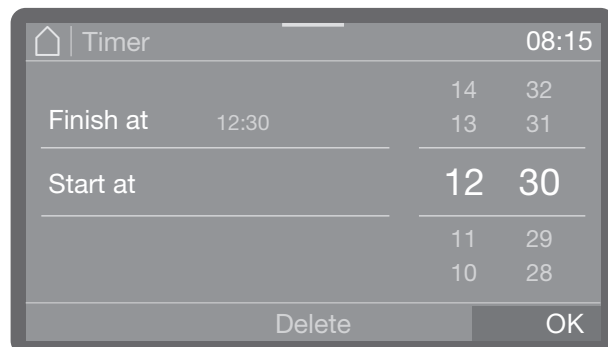 Timer 08:15
14 32
Finish at 12:30 13 31
Start at 12 30
11 29
10 28
Delete OK